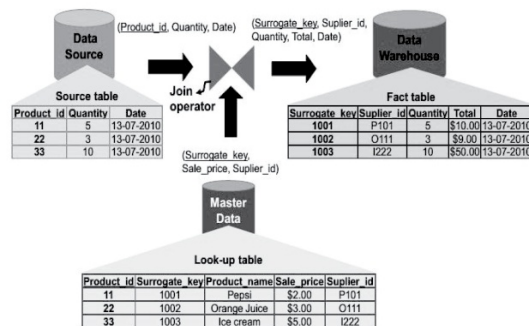 Data
Source
(Product_id, Quantity, Date)
(Surrogate_key, Suplier_id,
Quantity, Total, Date)
Data
Warehouse
Join
operator
Source table
Product_id Quantity Date
11 5 13-07-2010
22 3 13-07-2010
33 10 13-07-2010
Fact table
Surrogate_key Suplier_id Quantity Total Date
1001 P101 5 $10.00 13-07-2010
1002 O111 3 $9.00 13-07-2010
1003 I222 10 $50.00 13-07-2010
(Surrogate_key,
Sale_price, Suplier_id)
Master
Data
Look-up table
Product_id Surrogate_key Product_name Sale_price Suplier_id
11 1001 Pepsi $2.00 P101
22 1002 Orange Juice $3.00 O111
33 1003 Ice cream $5.00 I222